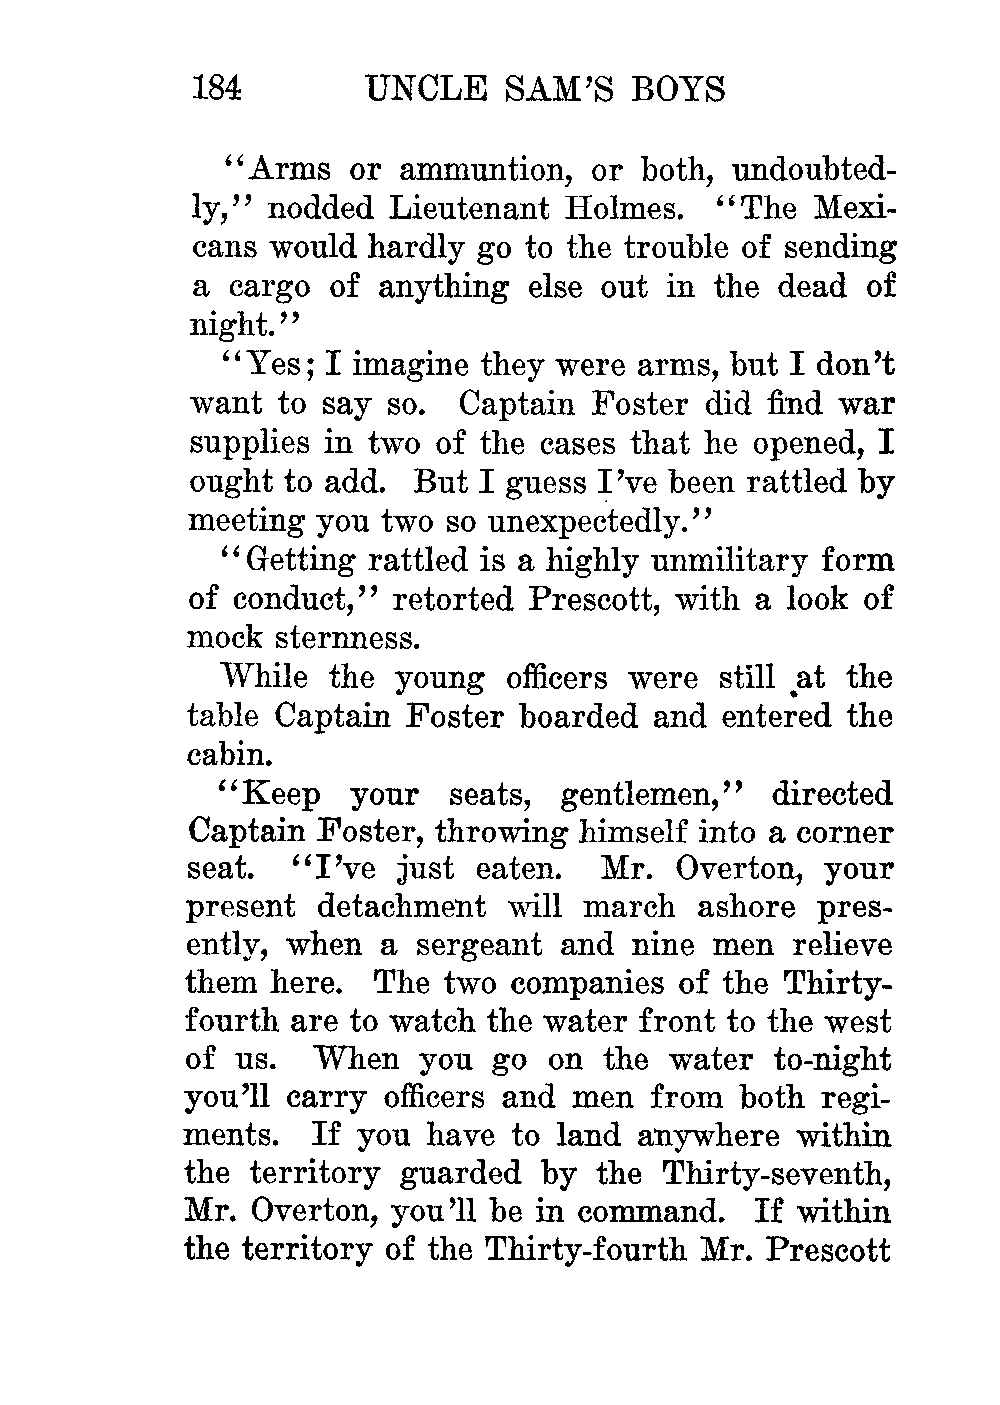 184 UNCLE SAM'S BOYS
"Arms or ammuntion, or both, undoubted-
ly," nodded Lieutenant Holmes. "The Mexi-
cans would hardly go to the trouble of sending
a cargo of anything else out in the dead of
night."
"Yes; I imagine they were arms, but I don't
want to say so. Captain Foster did find war
supplies in two of the cases that he opened, I
ought to add. But I guess I've been rattled by
meeting you two so unexpectedly."
"Getting rattled is a highly unmilitary form
of conduct," retorted Prescott, with a look of
mock sternness.
While the young officers were still at the
table Captain Foster boarded and entered the
cabin.
"Keep your seats, gentlemen," directed
Captain Foster, throwing himself into a corner
seat. "I've just eaten. Mr. Overton, your
present detachment will march ashore pres-
ently, when a sergeant and nine men relieve
them here. The two companies of the Thirty-
fourth are to watch the water front to the west
of us. When you go on the water to-night
you'll carry officers and men from both regi-
ments. If you have to land anywhere within
the territory guarded by the Thirty-seventh,
Mr. Overton, you'll be in command. If within
the territory of the Thirty-fourth Mr. Prescott